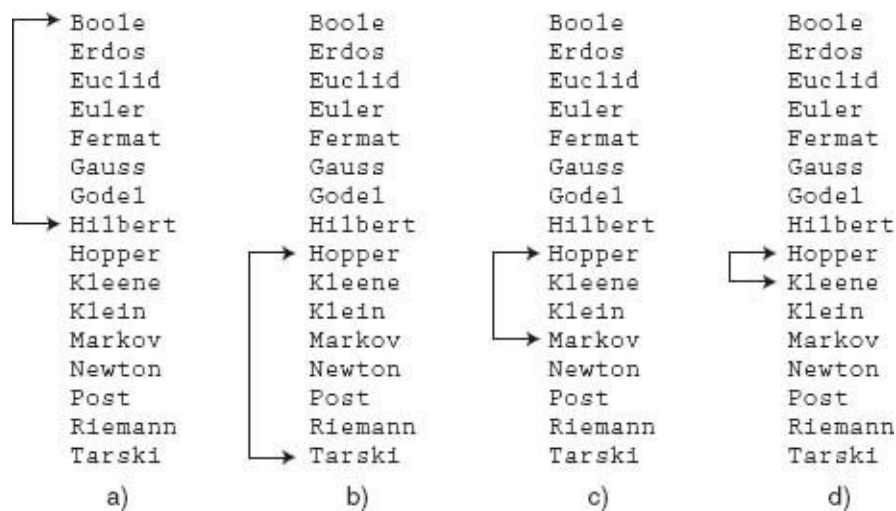 Boole Boole Boole Boole
Erdos Erdos Erdos Erdos
Euclid Euclid Euclid Euclid
Euler Euler Euler Euler
Fermat Fermat Fermat Fermat
Gauss Gauss Gauss Gauss
Godel Godel Godel Godel
Hilbert Hilbert Hilbert Hilbert
Hopper Hopper Hopper Hopper
Kleene Kleene Kleene Kleene
Klein Klein Klein Klein
Markov Markov Markov Markov
Newton Newton Newton Newton
Post Post Post Post
Riemann Riemann Riemann Riemann
Tarski Tarski Tarski Tarski
a) b) c) d)